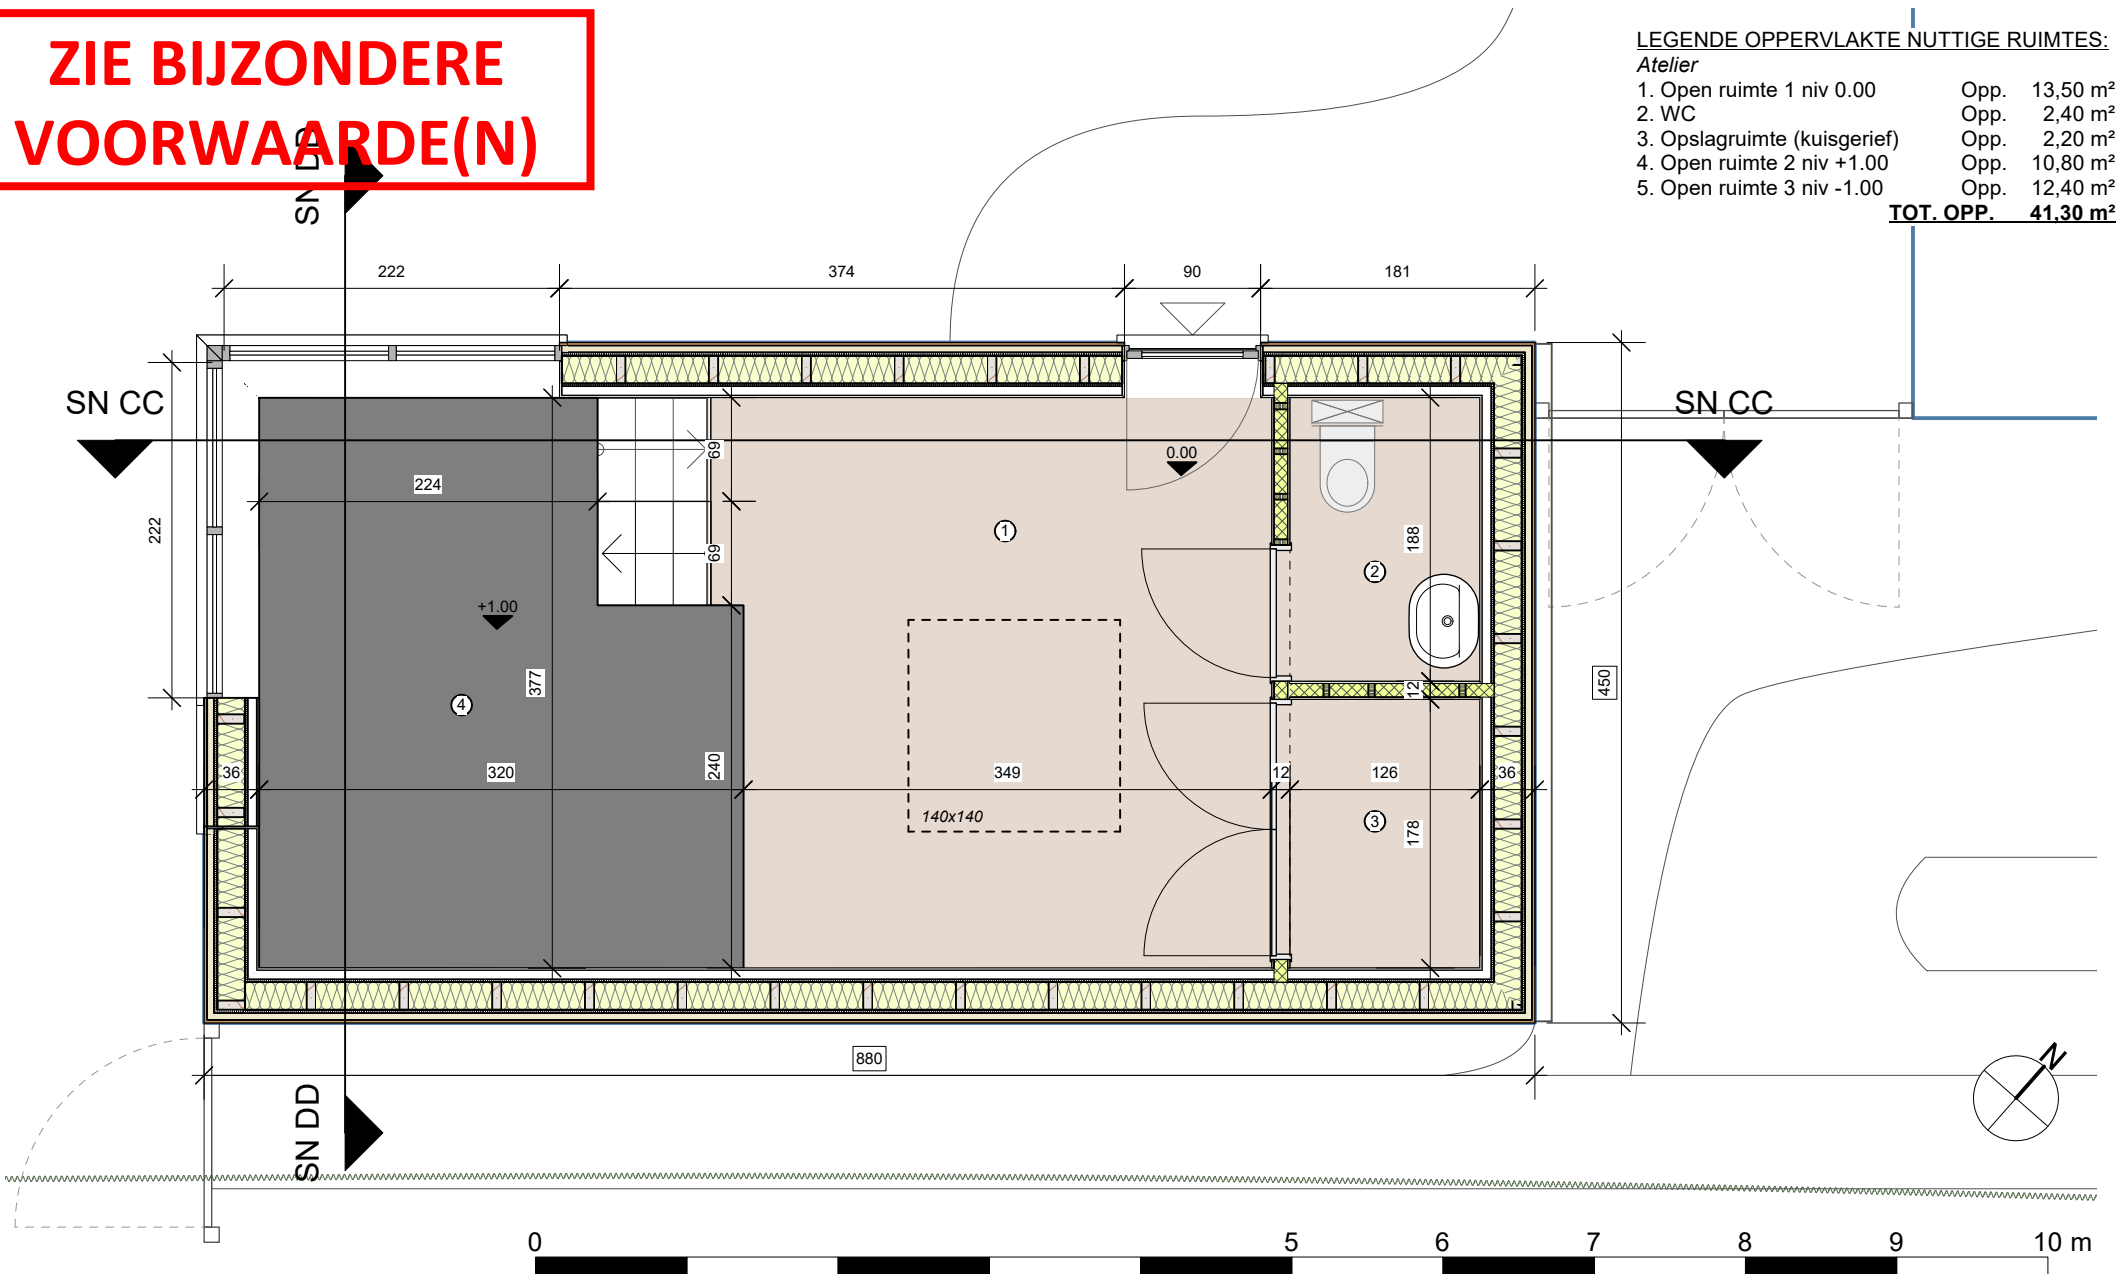 ZIE BIJZONDERE
VOORWAARDE(N)
LEGENDE OPPERVLAKTE NUTTIGE RUIMTES:
Atelier
1. Open ruimte 1 niv 0.00 Opp. 13,50 m²
2. WC Opp. 2,40 m²
3. Opslagruimte (kuisgerief) Opp. 2,20 m²
4. Open ruimte 2 niv +1.00 Opp. 10,80 m²
5. Open ruimte 3 niv -1.00 Opp. 12,40 m²
TOT. OPP. 41,30 m²
SN DD
222 374 90 181
SN CC
SN CC
69
0.00
224
222
1
188
69
2
+1.00
377
12
450
4
240
36 320 349 12 126 36
140x140
3
178
880
N
SN DD
0 5 6 7 8 9 10 m